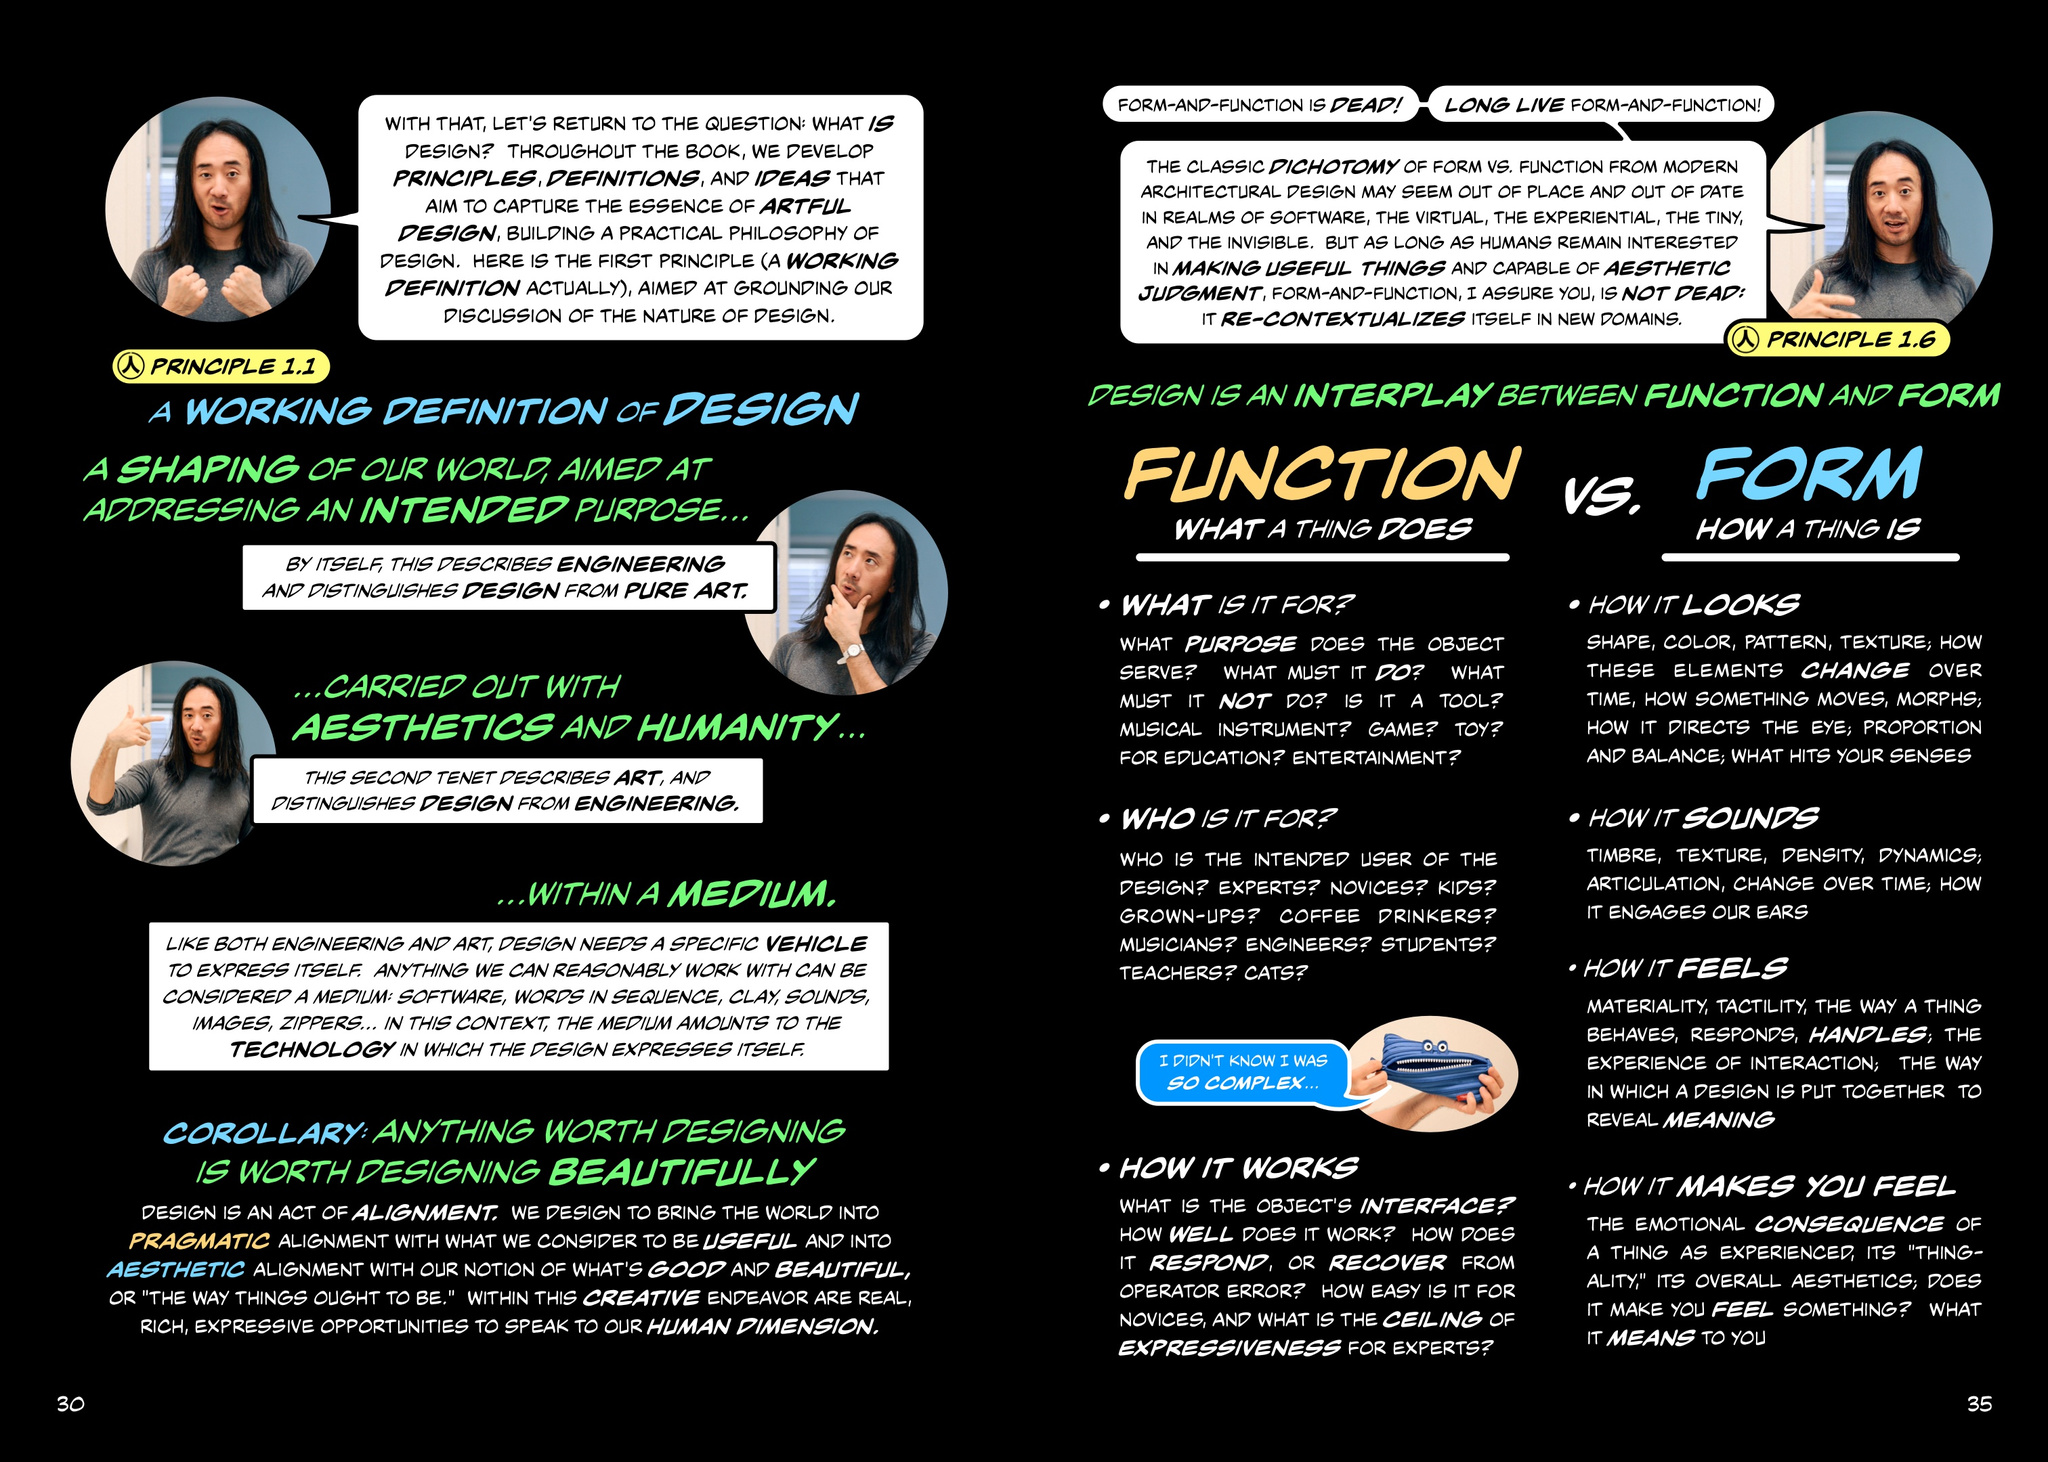 WITH THAT, LET'S RETURN TO THE QUESTION: WHAT IS
DESIGN? THROUGHOUT THE BOOK, WE DEVELOP
PRINCIPLES, DEFINITIONS, AND IDEAS THAT
AIM TO CAPTURE THE ESSENCE OF ARTFUL
DESIGN, BUILDING A PRACTICAL PHILOSOPHY OF
DESIGN. HERE IS THE FIRST PRINCIPLE (A WORKING
DEFINITION ACTUALLY), AIMED AT GROUNDING OUR
DISCUSSION OF THE NATURE OF DESIGN.
PRINCIPLE 1.1
A WORKING DEFINITION OF DESIGN
A SHAPING OF OUR WORLD, AIMED AT
ADDRESSING AN INTENDED PURPOSE...
BY ITSELF, THIS DESCRIBES ENGINEERING
AND DISTINGUISHES DESIGN FROM PURE ART.
...CARRIED OUT WITH
AESTHETICS AND HUMANITY...
THIS SECOND TENET DESCRIBES ART, AND
DISTINGUISHES DESIGN FROM ENGINEERING.
...WITHIN A MEDIUM.
LIKE BOTH ENGINEERING AND ART, DESIGN NEEDS A SPECIFIC VEHICLE
TO EXPRESS ITSELF. ANYTHING WE CAN REASONABLY WORK WITH CAN BE
CONSIDERED A MEDIUM: SOFTWARE, WORDS IN SEQUENCE, CLAY, SOUNDS,
IMAGES, ZIPPERS... IN THIS CONTEXT, THE MEDIUM AMOUNTS TO THE
TECHNOLOGY IN WHICH THE DESIGN EXPRESSES ITSELF.
COROLLARY: ANYTHING WORTH DESIGNING
IS WORTH DESIGNING BEAUTIFULLY
DESIGN IS AN ACT OF ALIGNMENT. WE DESIGN TO BRING THE WORLD INTO
PRAGMATIC ALIGNMENT WITH WHAT WE CONSIDER TO BE USEFUL AND INTO
AESTHETIC ALIGNMENT WITH OUR NOTION OF WHAT'S GOOD AND BEAUTIFUL,
OR "THE WAY THINGS OUGHT TO BE." WITHIN THIS CREATIVE ENDEAVOR ARE REAL,
RICH, EXPRESSIVE OPPORTUNITIES TO SPEAK TO OUR HUMAN DIMENSION.
30
FORM-AND-FUNCTION IS DEAD!
LONG LIVE FORM-AND-FUNCTION!
THE CLASSIC DICHOTOMY OF FORM VS. FUNCTION FROM MODERN
ARCHITECTURAL DESIGN MAY SEEM OUT OF PLACE AND OUT OF DATE
IN REALMS OF SOFTWARE, THE VIRTUAL, THE EXPERIENTIAL, THE TINY,
AND THE INVISIBLE. BUT AS LONG AS HUMANS REMAIN INTERESTED
IN MAKING USEFUL THINGS AND CAPABLE OF AESTHETIC
JUDGMENT, FORM-AND-FUNCTION, I ASSURE YOU, IS NOT DEAD:
IT RE-CONTEXTUALIZES ITSELF IN NEW DOMAINS.
PRINCIPLE 1.6
DESIGN IS AN INTERPLAY BETWEEN FUNCTION AND FORM
FUNCTION
WHAT A THING DOES
VS.
FORM
HOW A THING IS
• WHAT IS IT FOR?
WHAT PURPOSE DOES THE OBJECT
SERVE? WHAT MUST IT DO? WHAT
MUST IT NOT DO? IS IT A TOOL?
MUSICAL INSTRUMENT? GAME? TOY?
FOR EDUCATION? ENTERTAINMENT?
• WHO IS IT FOR?
WHO IS THE INTENDED USER OF THE
DESIGN? EXPERTS? NOVICES? KIDS?
GROWN-UPS? COFFEE DRINKERS?
MUSICIANS? ENGINEERS? STUDENTS?
TEACHERS? CATS?
I DIDN'T KNOW I WAS
SO COMPLEX...
• HOW IT WORKS
WHAT IS THE OBJECT'S INTERFACE?
HOW WELL DOES IT WORK? HOW DOES
IT RESPOND, OR RECOVER FROM
OPERATOR ERROR? HOW EASY IS IT FOR
NOVICES, AND WHAT IS THE CEILING OF
EXPRESSIVENESS FOR EXPERTS?
• HOW IT LOOKS
SHAPE, COLOR, PATTERN, TEXTURE; HOW
THESE ELEMENTS CHANGE OVER
TIME, HOW SOMETHING MOVES, MORPHS;
HOW IT DIRECTS THE EYE; PROPORTION
AND BALANCE; WHAT HITS YOUR SENSES
• HOW IT SOUNDS
TIMBRE, TEXTURE, DENSITY, DYNAMICS;
ARTICULATION, CHANGE OVER TIME; HOW
IT ENGAGES OUR EARS
• HOW IT FEELS
MATERIALITY, TACTILITY, THE WAY A THING
BEHAVES, RESPONDS, HANDLES; THE
EXPERIENCE OF INTERACTION; THE WAY
IN WHICH A DESIGN IS PUT TOGETHER TO
REVEAL MEANING
• HOW IT MAKES YOU FEEL
THE EMOTIONAL CONSEQUENCE OF
A THING AS EXPERIENCED, ITS "THING-
ALITY," ITS OVERALL AESTHETICS; DOES
IT MAKE YOU FEEL SOMETHING? WHAT
IT MEANS TO YOU
35